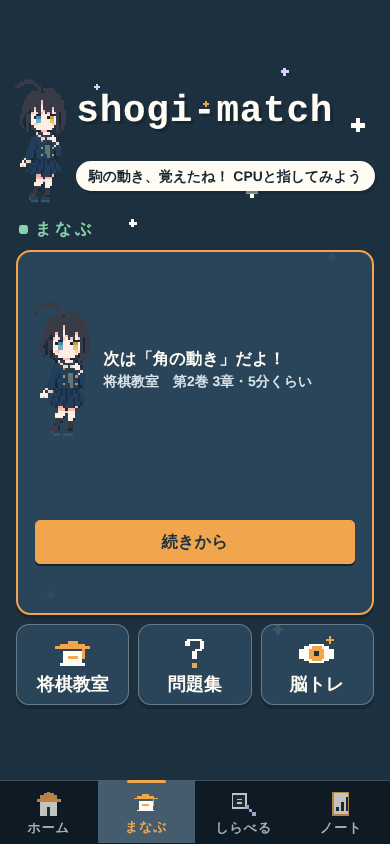 shogi-match
駒の動き、覚えたね！ CPUと指してみよう
まなぶ
次は「角の動き」だよ！
将棋教室　第2巻 3章・5分くらい
続きから
将棋教室
問題集
脳トレ
ホーム
まなぶ
しらべる
ノート